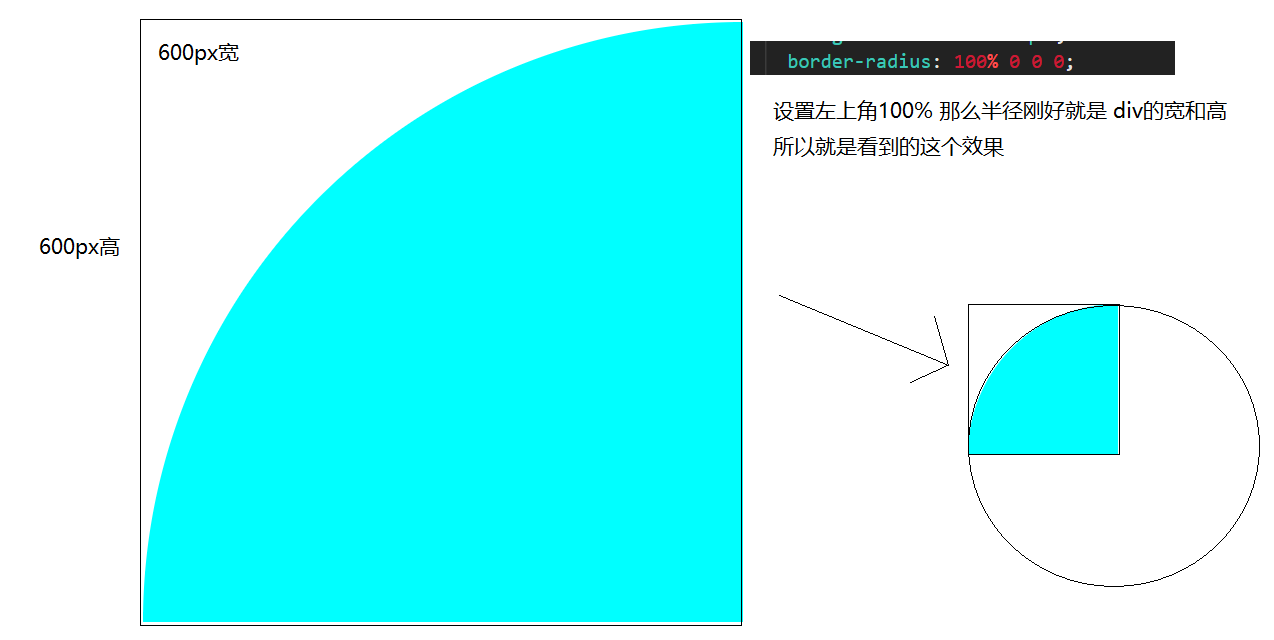 600px宽
border-radius: 100% 0 0 0;
设置左上角100% 那么半径刚好就是 div的宽和高
所以就是看到的这个效果
600px高